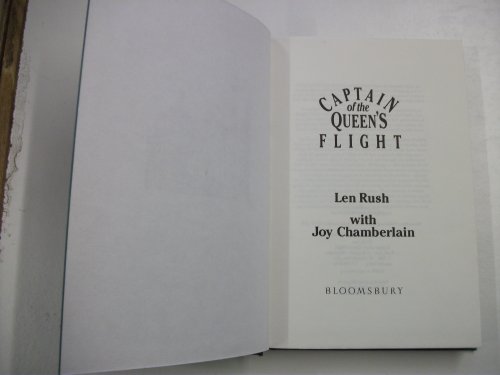 CAPTAIN
of the
QUEEN'S
FLIGHT
Len Rush
with
Joy Chamberlain
BLOOMSBURY